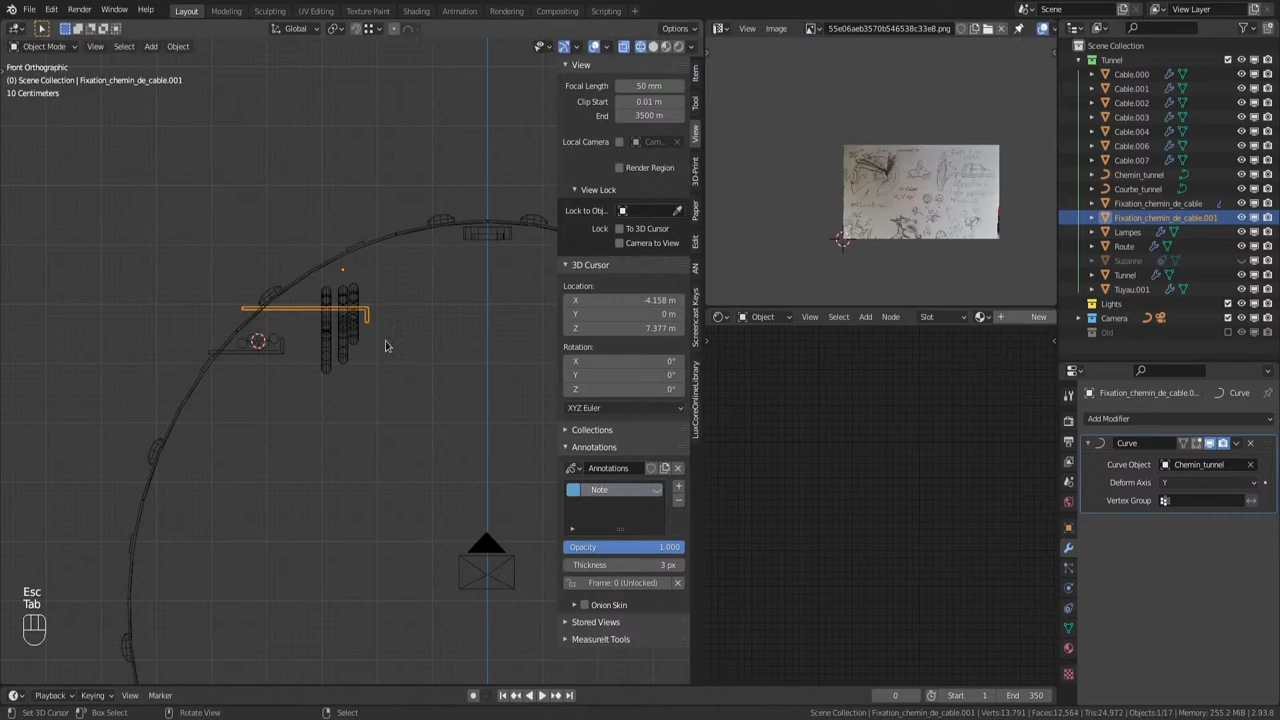 File Edit Render Window Help
Layout Modeling Sculpting UV Editing Texture Paint Shading Animation Rendering Compositing Scripting
Scene
View Layer
Global
Options
Object Mode View Select Add Object
Front Orthographic
(0) Scene Collection | Fixation_chemin_de_cable.001
10 Centimeters
View
Focal Length 50 mm
Clip Start 0.01 m
End 3500 m
Local Camera Cam...
Render Region
View Lock
Lock to Obj...
Lock To 3D Cursor
Camera to View
3D Cursor
Location:
X -4.158 m
Y 0 m
Z 7.377 m
Rotation:
X 0°
Y 0°
Z 0°
XYZ Euler
Collections
Annotations
Annotations
Note
Opacity 1.000
Thickness 3 px
Frame: 0 (Unlocked)
Onion Skin
Stored Views
MeasureIt Tools
Item
Tool
View
3D-Print
Paper
Edit
AN
Screencast Keys
LuxCoreOnlineLibrary
Esc
Tab
View Image 55e06aeb3570b546538c33e8.png
Object View Select Add Node Slot New
Scene Collection
Tunnel
Cable.000
Cable.001
Cable.002
Cable.003
Cable.004
Cable.006
Cable.007
Chemin_tunnel
Courbe_tunnel
Fixation_chemin_de_cable
Fixation_chemin_de_cable.001
Lampes
Route
Suzanne
Tunnel
Tuyau.001
Lights
Camera
Old
Fixation_chemin_de_cable.0... Curve
Add Modifier
Curve
Curve Object Chemin_tunnel
Deform Axis Y
Vertex Group
Playback Keying View Marker
0 Start 1 End 350
Set 3D Cursor Box Select Rotate View Select
Scene Collection | Fixation_chemin_de_cable.001 | Verts:13,791 | Faces:12,564 | Tris:24,972 | Objects:1/17 | Memory: 255.2 MiB | 2.93.8